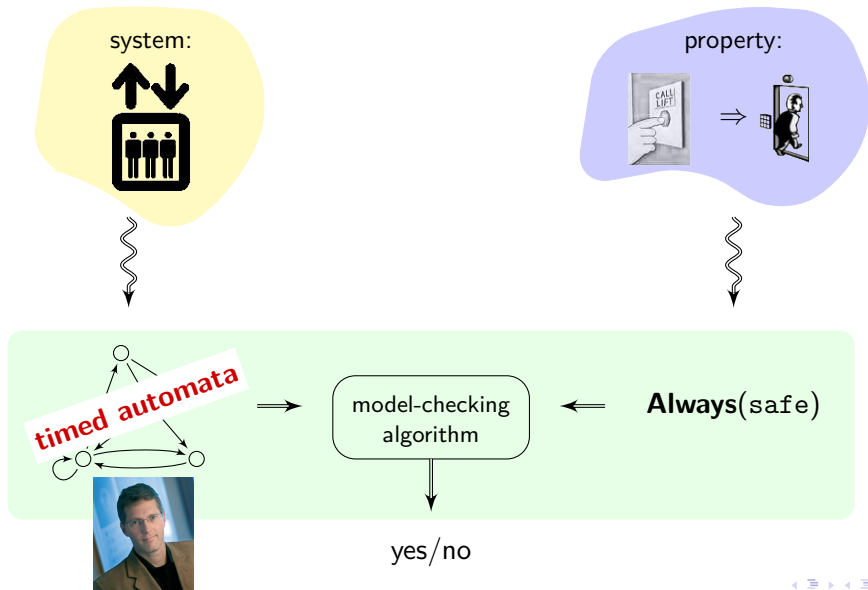 system:
property:
CALL
LIFT
⇒
timed automata
model-checking
algorithm
Always(safe)
yes/no